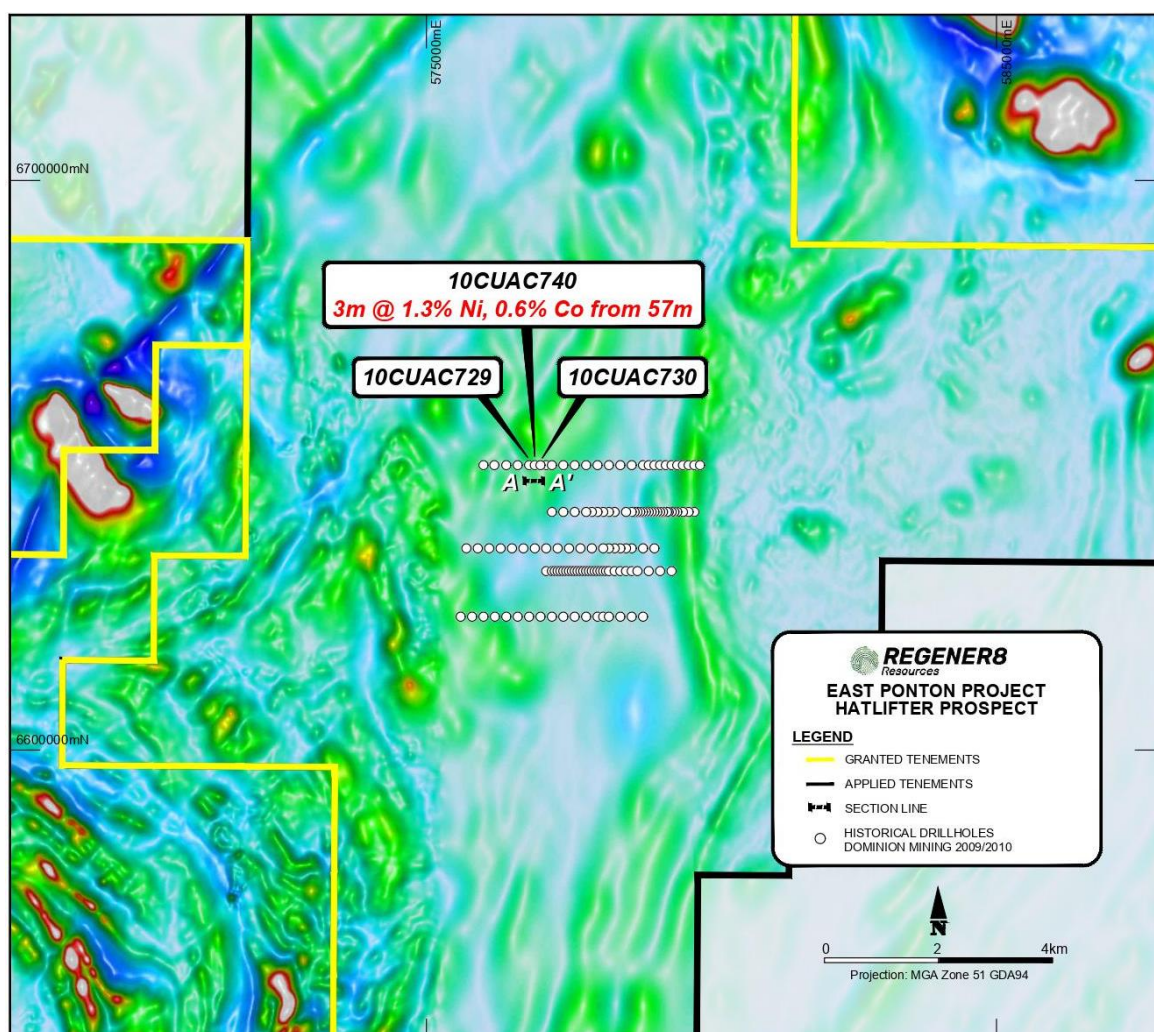 575000mE
585000mE
6700000mN
10CUAC740
3m @ 1.3% Ni, 0.6% Co from 57m
10CUAC729
10CUAC730
A A'
REGENER8
Resources
EAST PONTON PROJECT
HATLIFTER PROSPECT
LEGEND
GRANTED TENEMENTS
APPLIED TENEMENTS
SECTION LINE
HISTORICAL DRILLHOLES
DOMINION MINING 2009/2010
6600000mN
N
0 2 4km
Projection: MGA Zone 51 GDA94